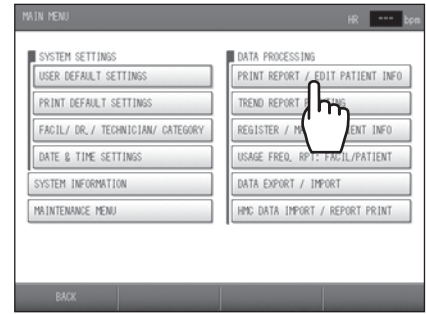 MAIN MENU
HR --- bpm
SYSTEM SETTINGS
USER DEFAULT SETTINGS
PRINT DEFAULT SETTINGS
FACIL/ DR./ TECHNICIAN/ CATEGORY
DATE & TIME SETTINGS
SYSTEM INFORMATION
MAINTENANCE MENU
DATA PROCESSING
PRINT REPORT / EDIT PATIENT INFO
TREND REPORT
REGISTER / INFO
USAGE FREQ. RPT: FACIL/PATIENT
DATA EXPORT / IMPORT
HMC DATA IMPORT / REPORT PRINT
BACK